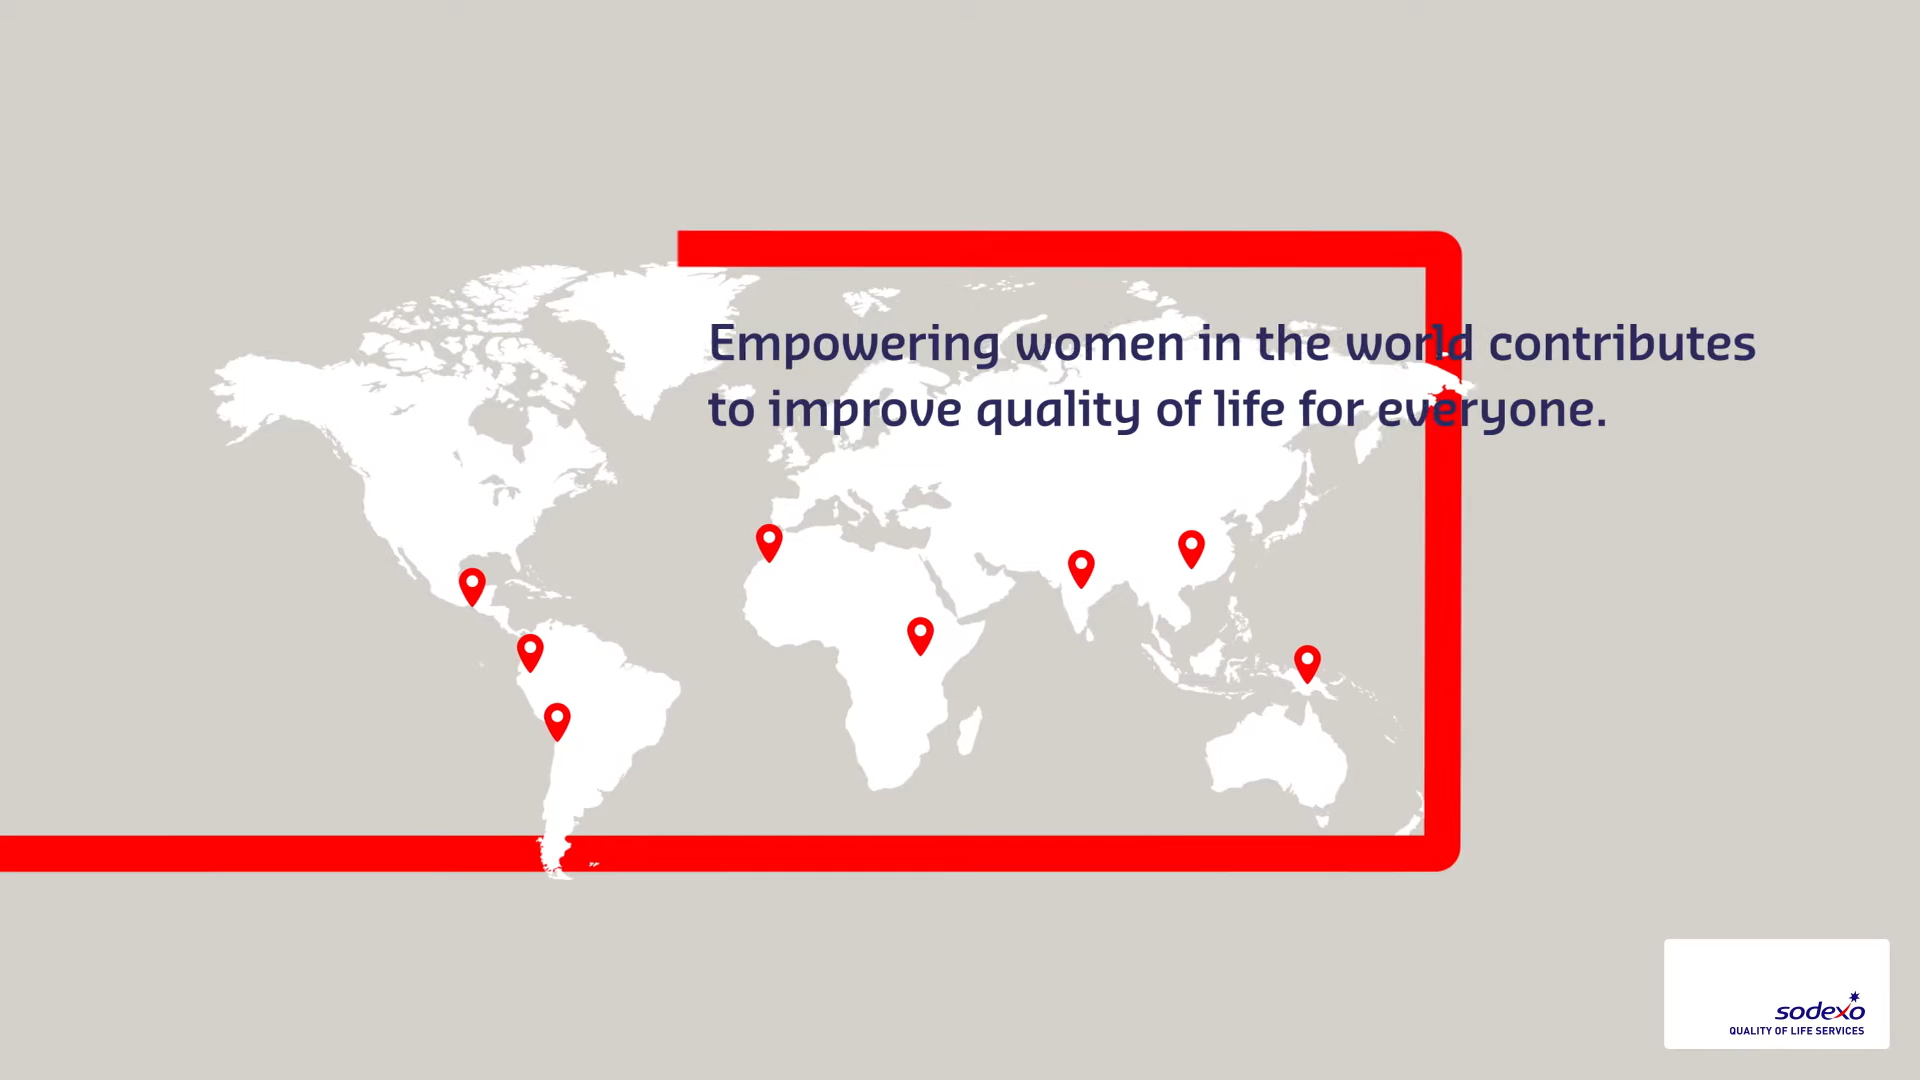 Empowering women in the world contributes
to improve quality of life for everyone.
sodexo
QUALITY OF LIFE SERVICES